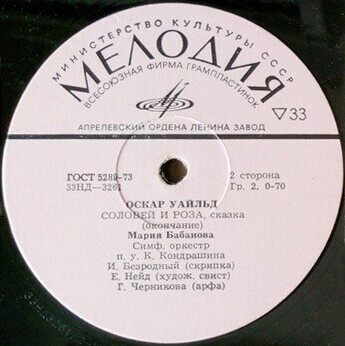 МИНИСТЕРСТВО КУЛЬТУРЫ СССР
МЕЛОДИЯ
ВСЕСОЮЗНАЯ ФИРМА ГРАМПЛАСТИНОК
▽33
АПРЕЛЕВСКИЙ ОРДЕНА ЛЕНИНА ЗАВОД
ГОСТ 5289-73
2 сторона
33НД—3261
Гр. 2. 0-70
ОСКАР УАЙЛЬД
СОЛОВЕЙ И РОЗА, сказка
(окончание)
Мария Бабанова
Симф. оркестр
п. у. К. Кондрашина
И. Безродный (скрипка)
Е. Нейд (худож. свист)
Г. Черникова (арфа)